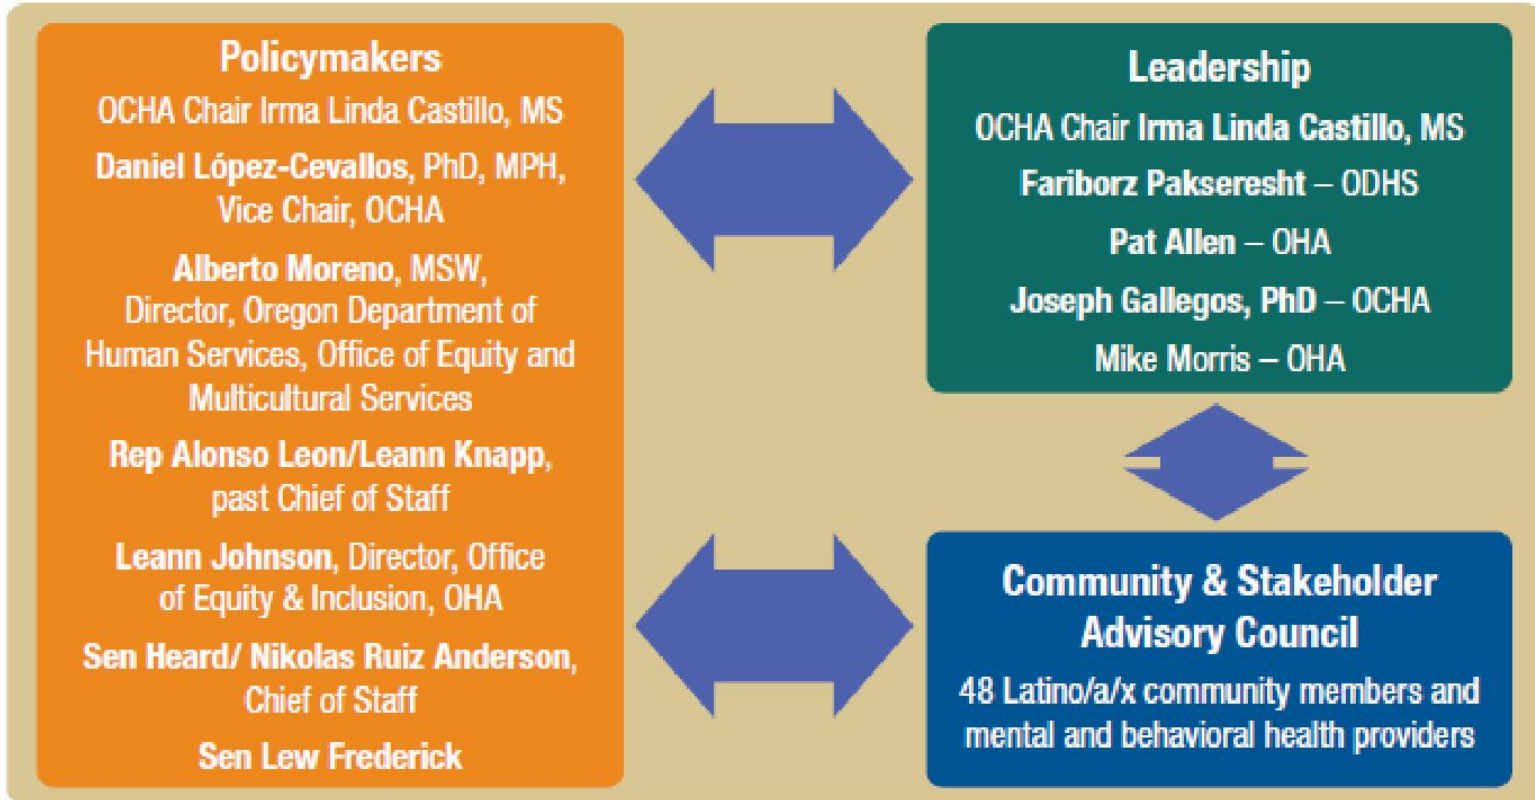 Policymakers
OCHA Chair Irma Linda Castillo, MS
Daniel López-Cevallos, PhD, MPH,
Vice Chair, OCHA
Alberto Moreno, MSW,
Director, Oregon Department of
Human Services, Office of Equity and
Multicultural Services
Rep Alonso Leon/Leann Knapp,
past Chief of Staff
Leann Johnson, Director, Office
of Equity & Inclusion, OHA
Sen Heard/ Nikolas Ruiz Anderson,
Chief of Staff
Sen Lew Frederick
Leadership
OCHA Chair Irma Linda Castillo, MS
Fariborz Pakseresht – ODHS
Pat Allen – OHA
Joseph Gallegos, PhD – OCHA
Mike Morris – OHA
Community & Stakeholder
Advisory Council
48 Latino/a/x community members and
mental and behavioral health providers